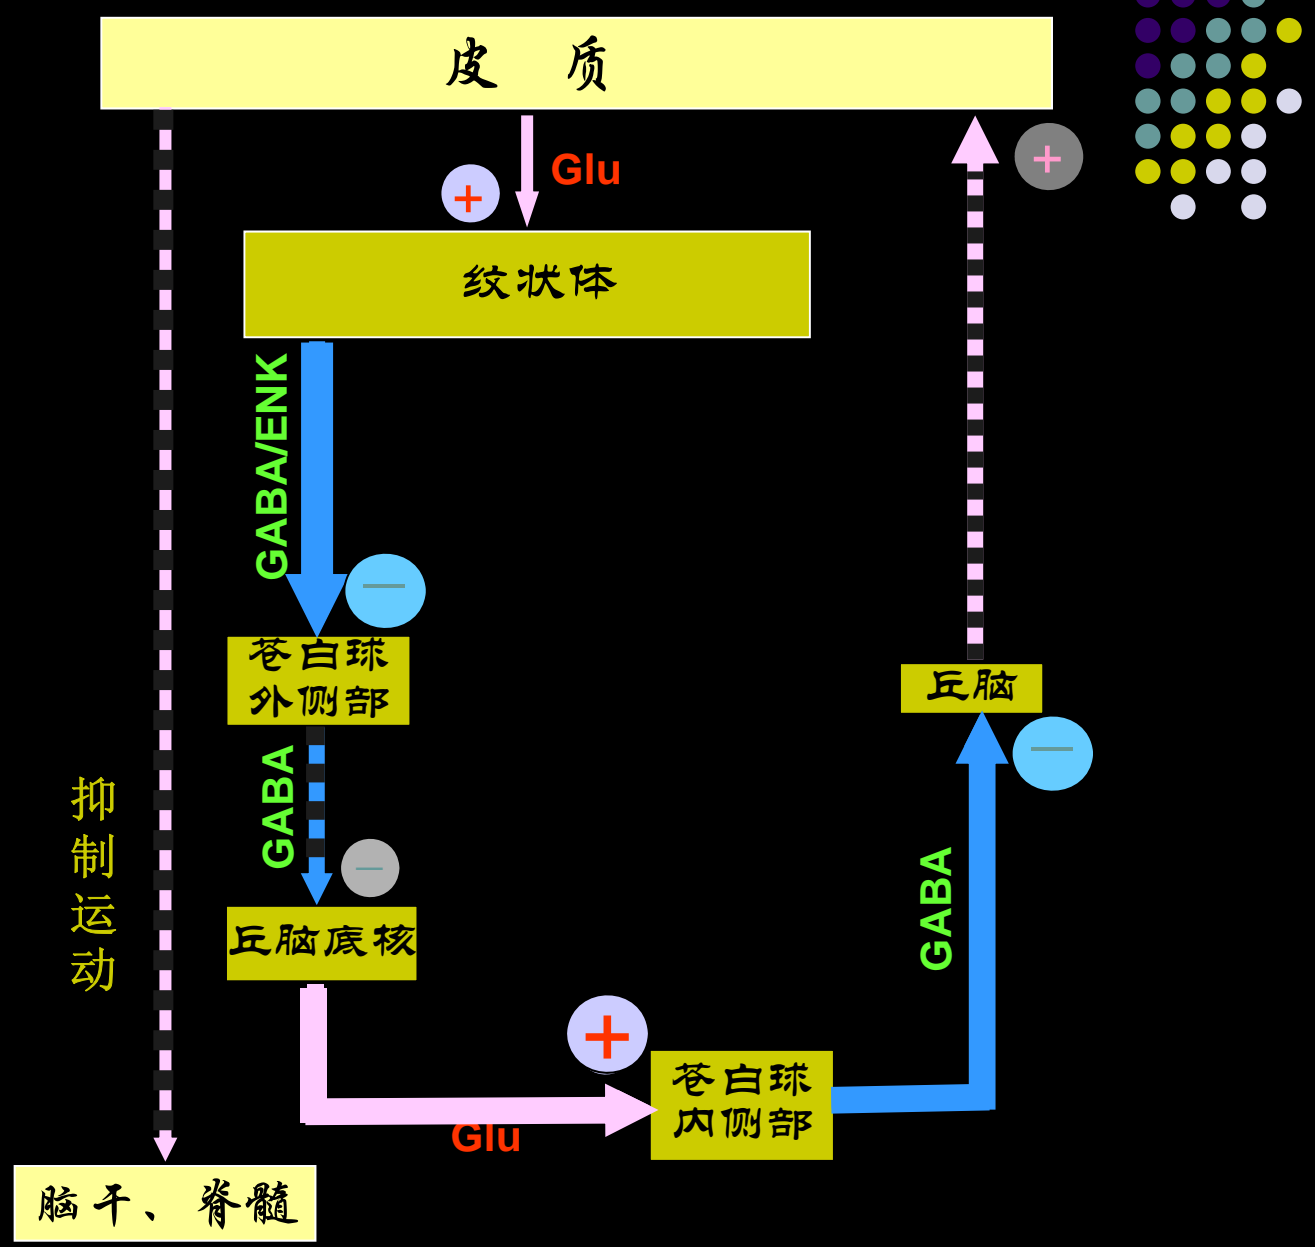 皮 质
+
Glu
+
纹状体
GABA/ENK
—
苍白球
外侧部
丘脑
—
GABA
—
抑制运动
GABA
丘脑底核
+
苍白球
内侧部
Glu
脑干、脊髓